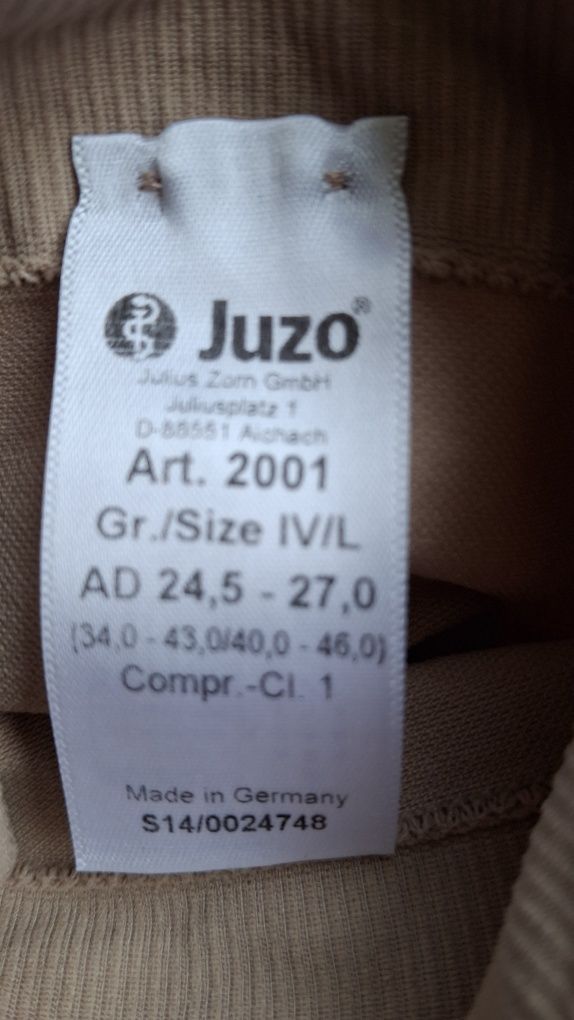 Juzo®
Julius Zorn GmbH
Juliusplatz 1
D-86551 Aichach
Art. 2001
Gr./Size IV/L
AD 24,5 - 27,0
(34,0 - 43,0/40,0 - 46,0)
Compr.-Cl. 1
Made in Germany
S14/0024748